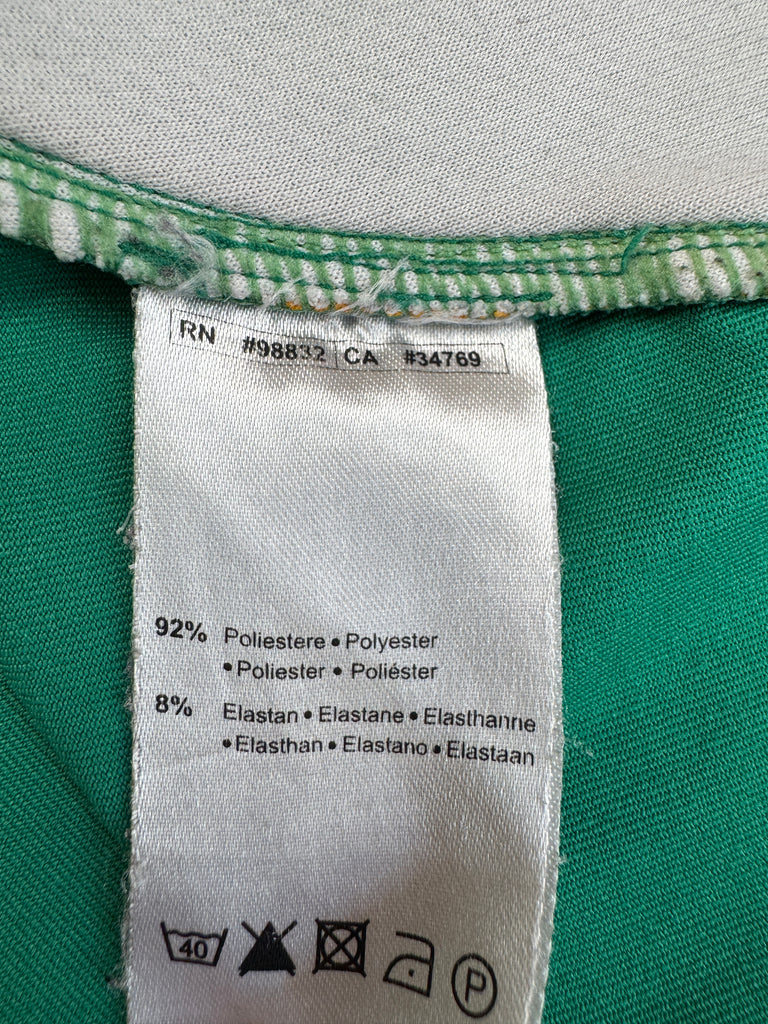 RN #98832 CA #34769
92% Poliestere • Polyester
• Poliester • Poliéster
8% Elastan • Elastane • Elasthanne
• Elasthan • Elastano • Elastaan
40 P